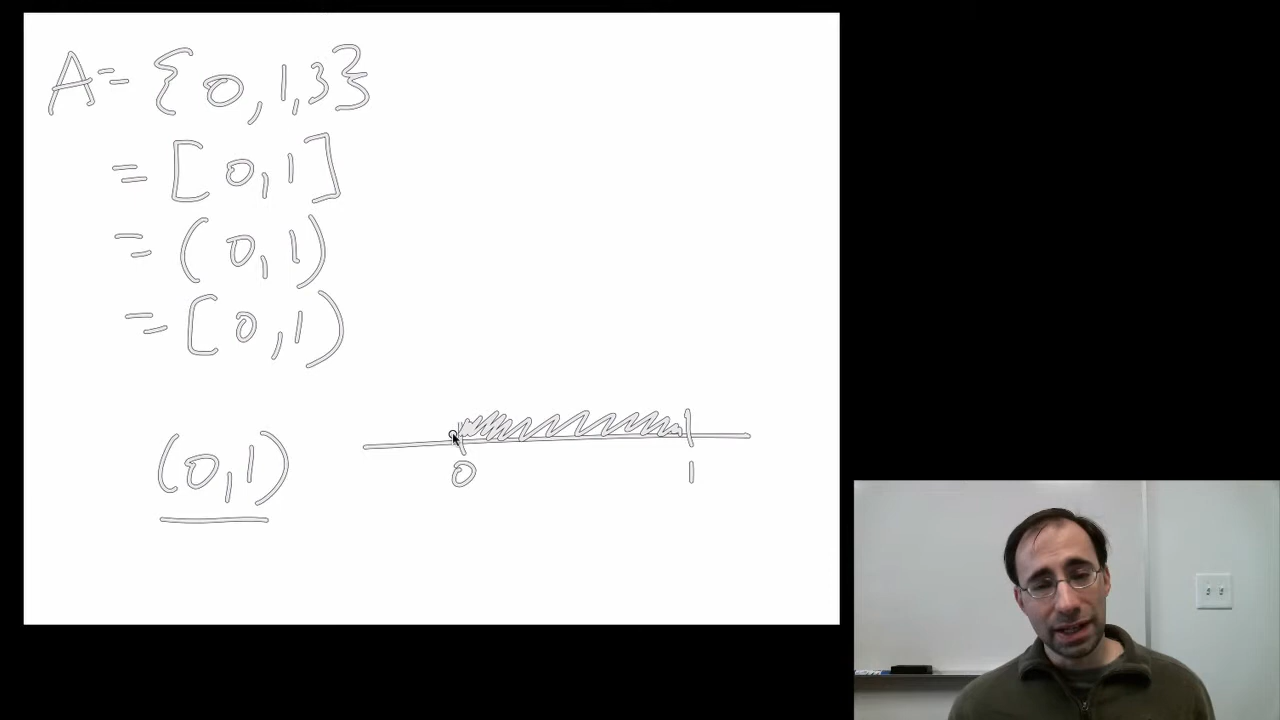 A = {0, 1, 3}
= [0, 1]
= (0, 1)
= [0, 1)
(0, 1)
0 1